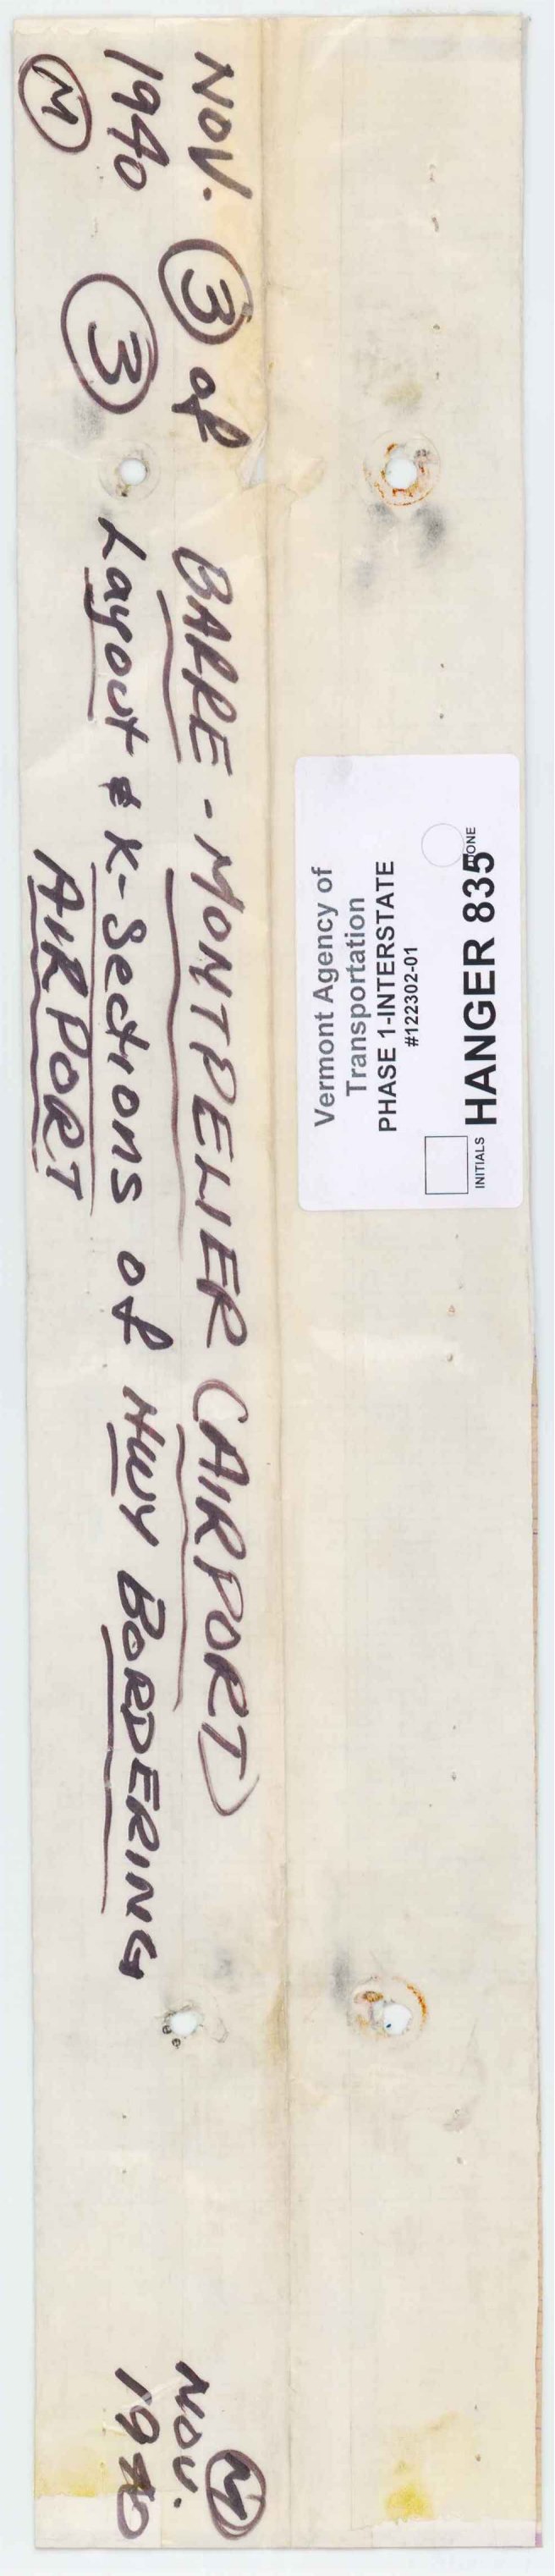 NOV. ③ of BARRE - MONTPELIER (AIRPORT)
1940 ③ Layout & X-Sections of HWY BORDERING
Ⓜ AIRPORT
Ⓜ
NOV.
1940
Vermont Agency of
Transportation
PHASE 1-INTERSTATE
#122302-01
HANGER 835
INITIALS